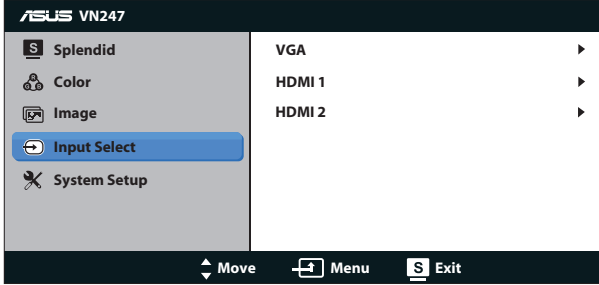 ASUS VN247
S Splendid
Color
Image
Input Select
System Setup
VGA
HDMI 1
HDMI 2
Move Menu S Exit